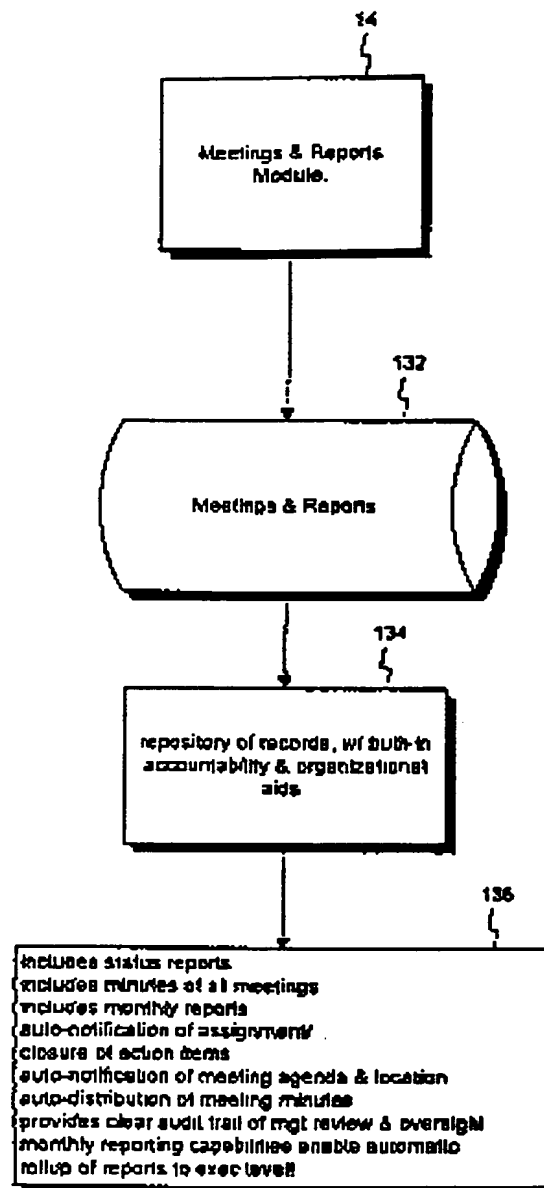 14
Meetings & Reports
Module.
132
Meetings & Reports
134
repository of records, w/ built-in
accountability & organizational
aids
136
includes status reports
includes minutes of all meetings
includes monthly reports
auto-notification of assignment/
closure of action items
auto-notification of meeting agenda & location
auto-distribution of meeting minutes
provides clear audit trail of mgt review & oversight
monthly reporting capabilities enable automatic
rollup of reports to exec level!